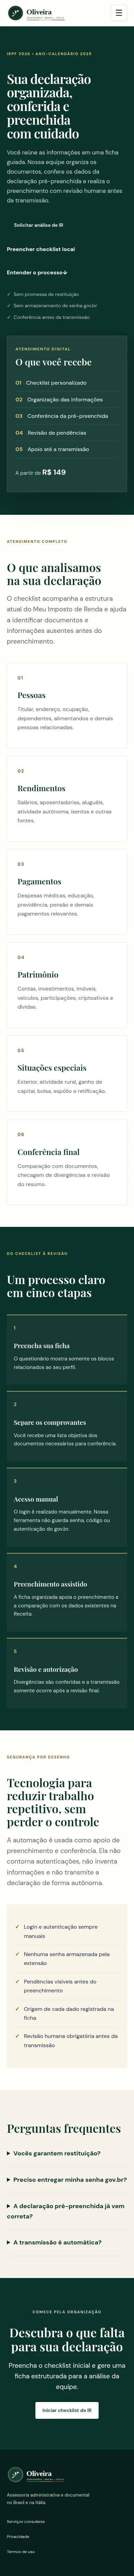 Oliveira
☰
IRPF 2026 • ANO-CALENDÁRIO 2025
Sua declaração
organizada,
conferida e
preenchida
com cuidado
Você reúne as informações em uma ficha
guiada. Nossa equipe organiza os
documentos, confere os dados da
declaração pré-preenchida e realiza o
preenchimento com revisão humana antes
da transmissão.
Solicitar análise do IR
Preencher checklist local
Entender o processo↓
✓ Sem promessa de restituição
✓ Sem armazenamento de senha gov.br
✓ Conferência antes da transmissão
ATENDIMENTO DIGITAL
O que você recebe
01 Checklist personalizado
02 Organização das informações
03 Conferência da pré-preenchida
04 Revisão de pendências
05 Apoio até a transmissão
A partir de R$ 149
ATENDIMENTO COMPLETO
O que analisamos
na sua declaração
O checklist acompanha a estrutura
atual do Meu Imposto de Renda e ajuda
a identificar documentos e
informações ausentes antes do
preenchimento.
01
Pessoas
Titular, endereço, ocupação,
dependentes, alimentandos e demais
pessoas relacionadas.
02
Rendimentos
Salários, aposentadorias, aluguéis,
atividade autônoma, isentos e outras
fontes.
03
Pagamentos
Despesas médicas, educação,
previdência, pensão e demais
pagamentos relevantes.
04
Patrimônio
Contas, investimentos, imóveis,
veículos, participações, criptoativos e
dívidas.
05
Situações especiais
Exterior, atividade rural, ganho de
capital, bolsa, espólio e retificação.
06
Conferência final
Comparação com documentos,
checagem de divergências e revisão
do resumo.
DO CHECKLIST À REVISÃO
Um processo claro
em cinco etapas
1
Preencha sua ficha
O questionário mostra somente os blocos
relacionados ao seu perfil.
2
Separe os comprovantes
Você recebe uma lista objetiva dos
documentos necessários para conferência.
3
Acesso manual
O login é realizado manualmente. Nossa
ferramenta não guarda senha, código ou
autenticação do gov.br.
4
Preenchimento assistido
A ficha organizada apoia o preenchimento e
a comparação com os dados existentes na
Receita.
5
Revisão e autorização
Divergências são conferidas e a transmissão
somente ocorre após a revisão final.
SEGURANÇA POR DESENHO
Tecnologia para
reduzir trabalho
repetitivo, sem
perder o controle
A automação é usada como apoio de
preenchimento e conferência. Ela não
contorna autenticações, não inventa
informações e não transmite a
declaração de forma autônoma.
✓ Login e autenticação sempre
manuais
✓ Nenhuma senha armazenada pela
extensão
✓ Pendências visíveis antes do
preenchimento
✓ Origem de cada dado registrada na
ficha
✓ Revisão humana obrigatória antes da
transmissão
Perguntas frequentes
▶ Vocês garantem restituição?
▶ Preciso entregar minha senha gov.br?
▶ A declaração pré-preenchida já vem
correta?
▶ A transmissão é automática?
COMECE PELA ORGANIZAÇÃO
Descubra o que falta
para sua declaração
Preencha o checklist inicial e gere uma
ficha estruturada para a análise da
equipe.
Iniciar checklist de IR
Oliveira
Assessoria administrativa e documental
no Brasil e na Itália.
Serviços consulares
Privacidade
Termos de uso